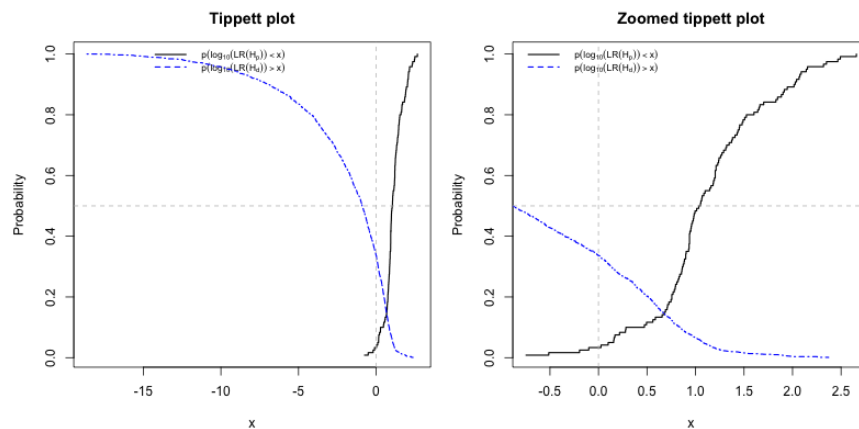 Tippett plot
p(log10(LR(Hp))<x)
p(log10(LR(Hd))>x)
Probability
1.0
0.8
0.6
0.4
0.2
0.0
-15
-10
-5
0
x
Zoomed tippett plot
p(log10(LR(Hp))<x)
p(log10(LR(Hd))>x)
Probability
1.0
0.8
0.6
0.4
0.2
0.0
-0.5
0.0
0.5
1.0
1.5
2.0
2.5
x